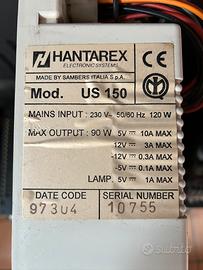 HANTAREX
ELECTRONIC SYSTEMS
CE
MADE BY SAMBERS ITALIA S.p.A.
Mod. US 150
MAINS INPUT : 230 V~ 50/60 Hz 120 W
MAX OUTPUT : 90 W 5V⎓ 10A MAX
12V⎓ 3A MAX
-12V⎓ 0.3A MAX
-5V⎓ 0.1A MAX
LAMP. 5V⎓ 1A MAX
DATE CODE SERIAL NUMBER
97304 10755
subito